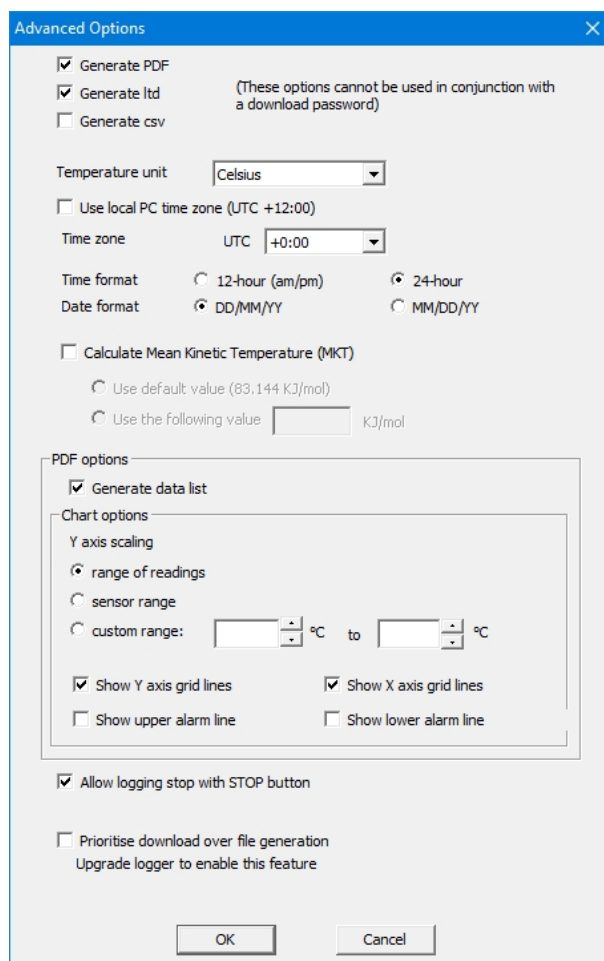 Advanced Options
Generate PDF
Generate ltd
(These options cannot be used in conjunction with
a download password)
Generate csv
Temperature unit Celsius
Use local PC time zone (UTC +12:00)
Time zone UTC +0:00
Time format 12-hour (am/pm) 24-hour
Date format DD/MM/YY MM/DD/YY
Calculate Mean Kinetic Temperature (MKT)
Use default value (83.144 KJ/mol)
Use the following value KJ/mol
PDF options
Generate data list
Chart options
Y axis scaling
range of readings
sensor range
custom range: ºC to ºC
Show Y axis grid lines Show X axis grid lines
Show upper alarm line Show lower alarm line
Allow logging stop with STOP button
Prioritise download over file generation
Upgrade logger to enable this feature
OK Cancel